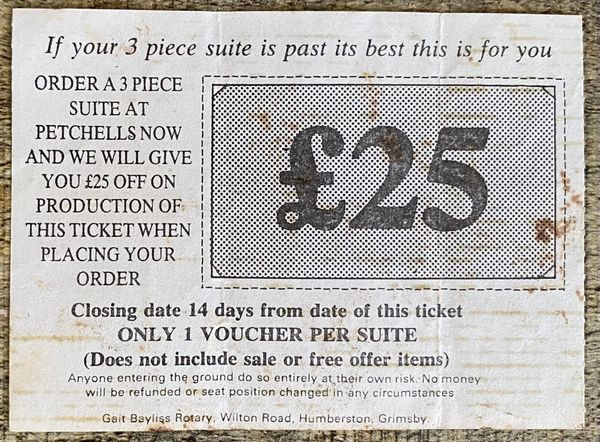 If your 3 piece suite is past its best this is for you
ORDER A 3 PIECE
SUITE AT
PETCHELLS NOW
AND WE WILL GIVE
YOU £25 OFF ON
PRODUCTION OF
THIS TICKET WHEN
PLACING YOUR
ORDER
£25
Closing date 14 days from date of this ticket
ONLY 1 VOUCHER PER SUITE
(Does not include sale or free offer items)
Anyone entering the ground do so entirely at their own risk. No money
will be refunded or seat position changed in any circumstances
Gait Bayliss Rotary, Wilton Road, Humberston, Grimsby.